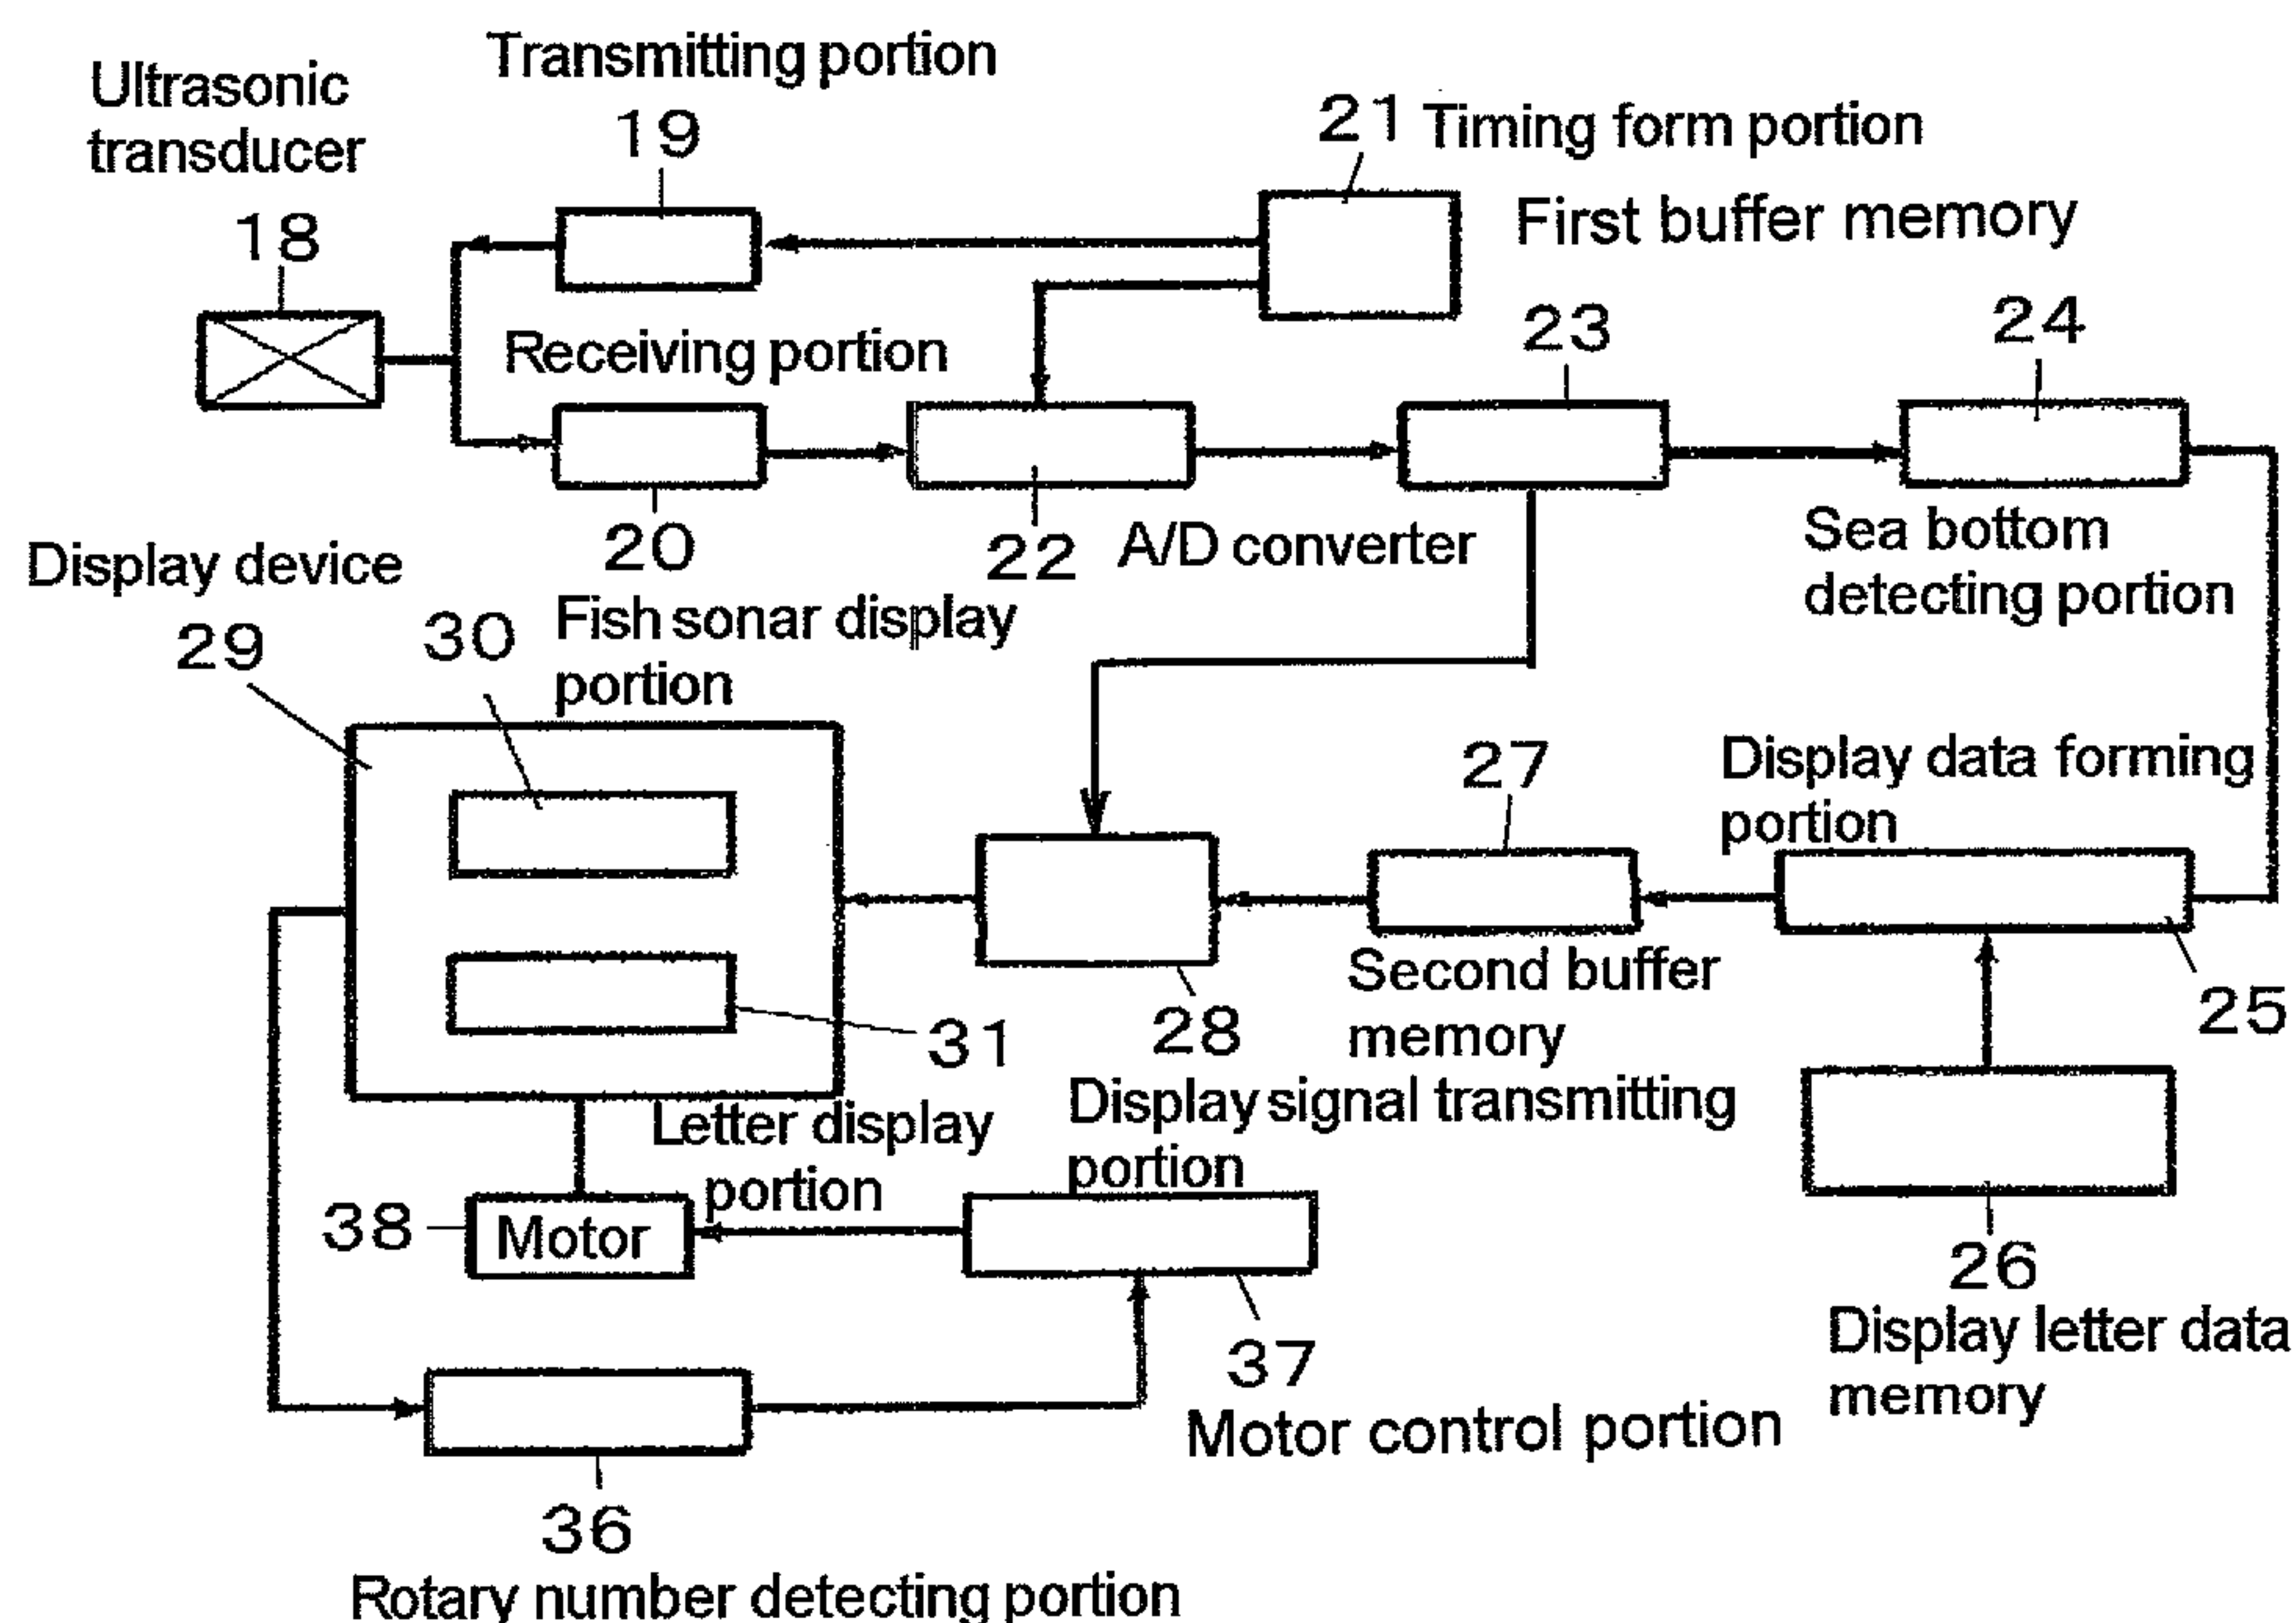 Transmitting portion
19
Ultrasonic
transducer
18
21 Timing form portion
First buffer memory
Receiving portion
23
24
20
22
A/D converter
Sea bottom
detecting portion
Display device
29
30
Fish sonar display
portion
27
Display data forming
portion
25
Second buffer
memory
28
31
Letter display
portion
Display signal transmitting
portion
38
Motor
26
Display letter data
memory
37
Motor control portion
36
Rotary number detecting portion